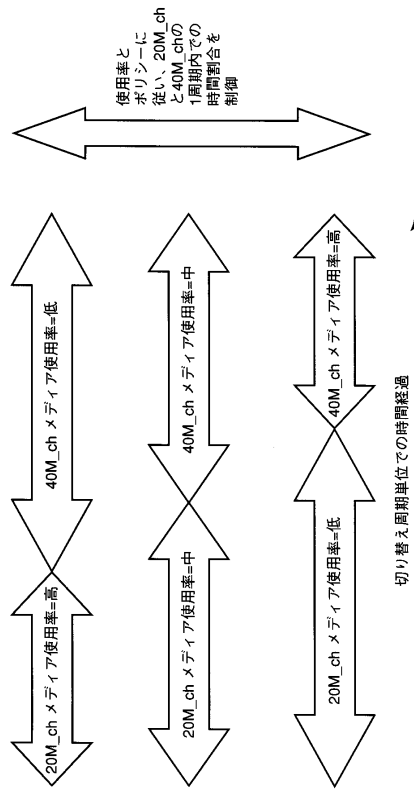 20M_ch メディア使用率=高
40M_ch メディア使用率=低
20M_ch メディア使用率=中
40M_ch メディア使用率=中
20M_ch メディア使用率=低
40M_ch メディア使用率=高
切り替え周期単位での時間経過
使用率と
ポリシーに
従い、20M_ch
と40M_chの
1周期内での
時間割合を
制御